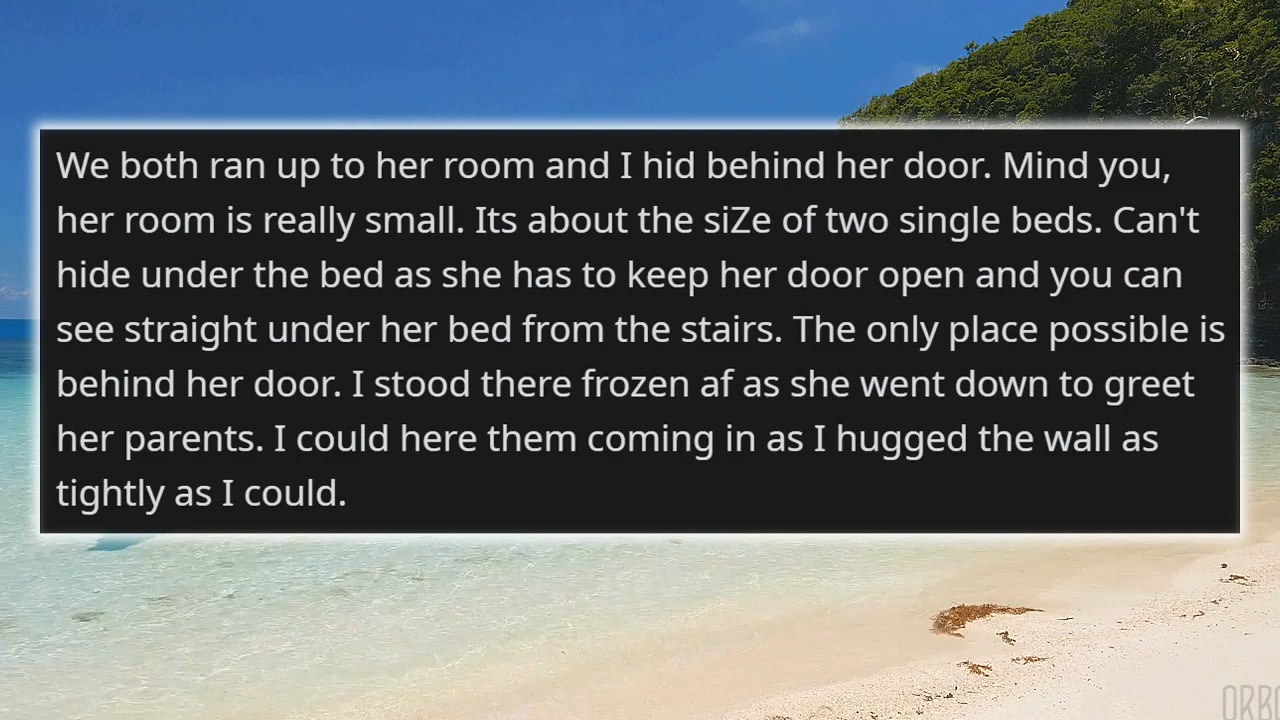 We both ran up to her room and I hid behind her door. Mind you,
her room is really small. Its about the siZe of two single beds. Can't
hide under the bed as she has to keep her door open and you can
see straight under her bed from the stairs. The only place possible is
behind her door. I stood there frozen af as she went down to greet
her parents. I could here them coming in as I hugged the wall as
tightly as I could.